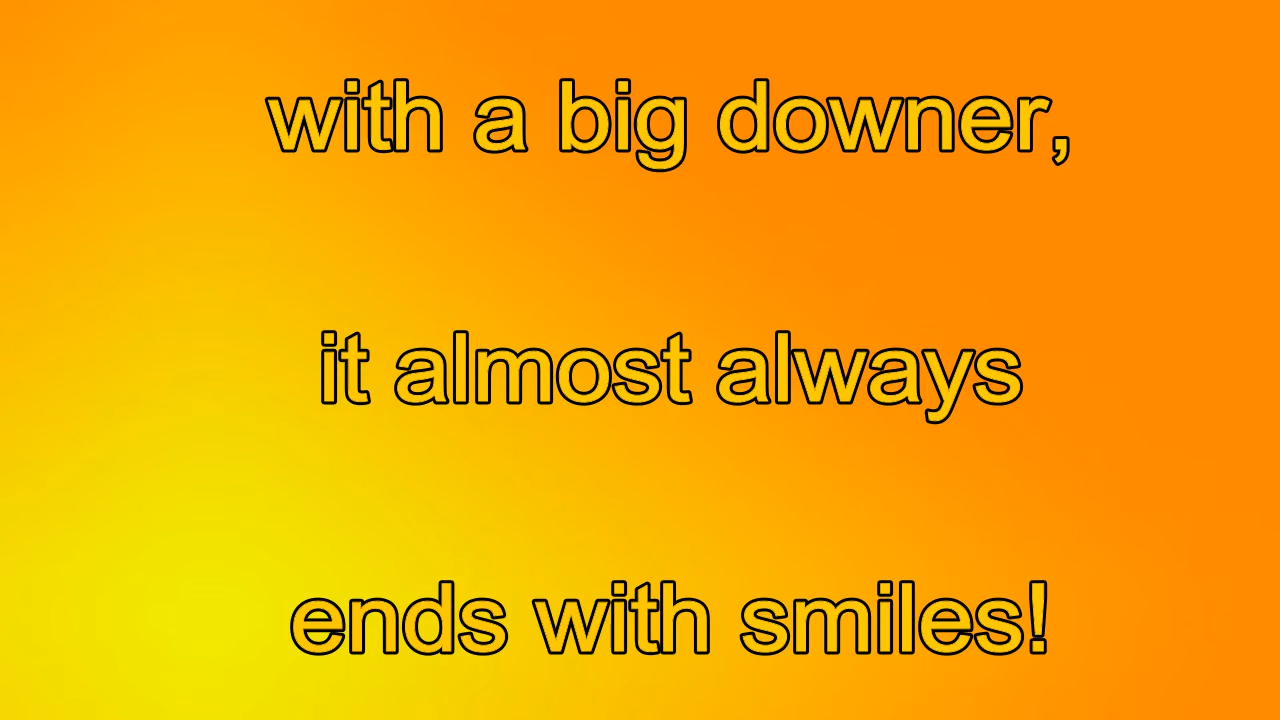 with a big downer,
it almost always
ends with smiles!